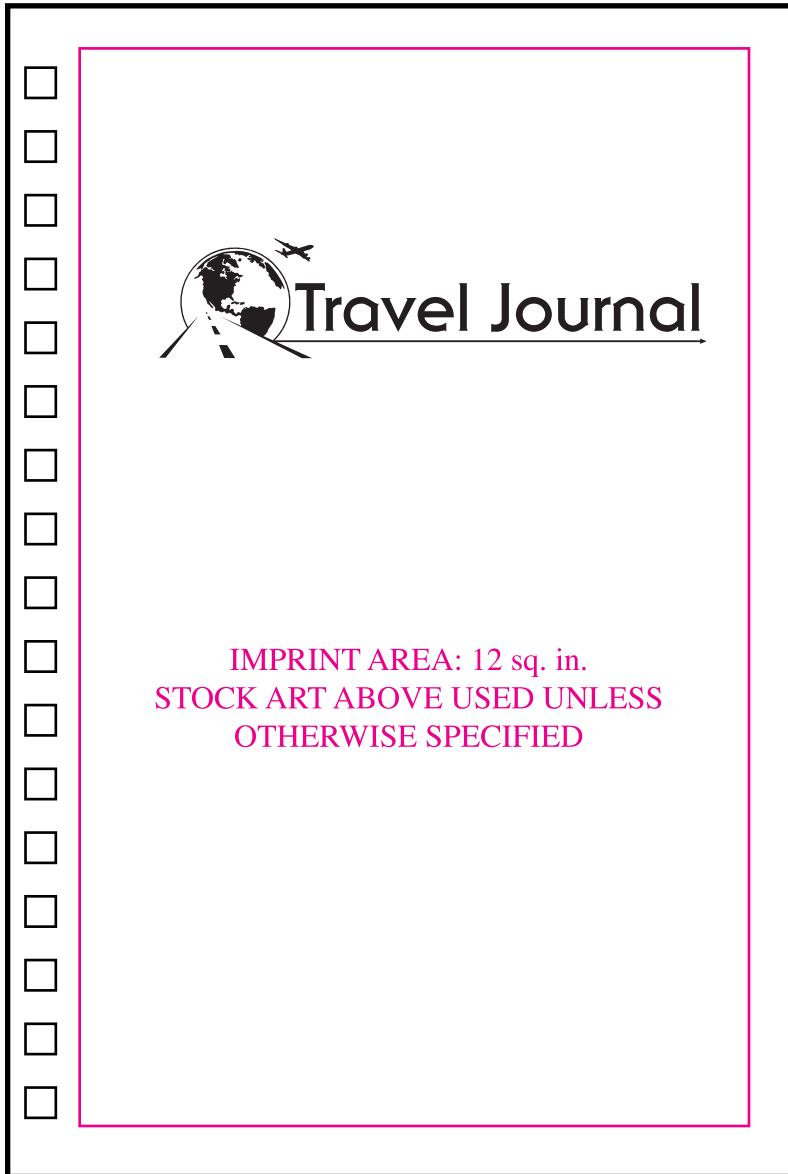 Travel Journal
IMPRINT AREA: 12 sq. in.
STOCK ART ABOVE USED UNLESS
OTHERWISE SPECIFIED